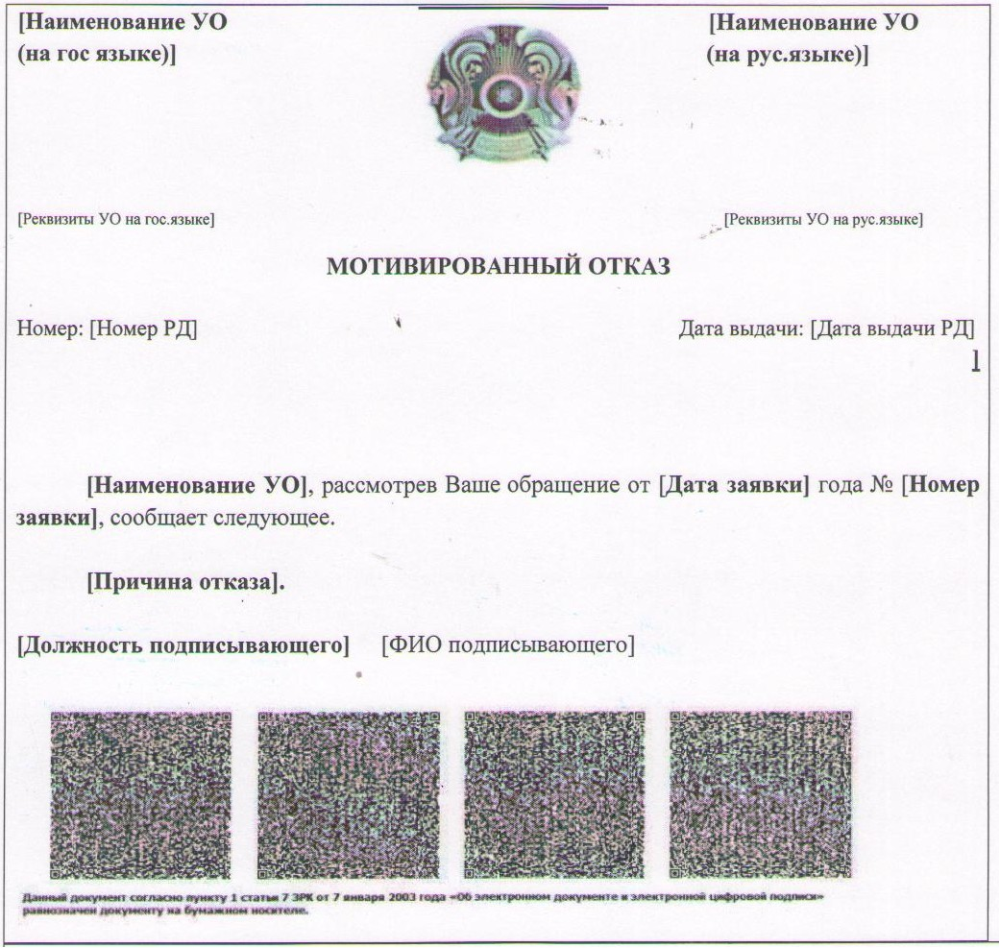 [Наименование УО
(на гос языке)]
[Наименование УО
(на рус.языке)]
[Реквизиты УО на гос.языке]
[Реквизиты УО на рус.языке]
МОТИВИРОВАННЫЙ ОТКАЗ
Номер: [Номер РД]
Дата выдачи: [Дата выдачи РД]
]
[Наименование УО], рассмотрев Ваше обращение от [Дата заявки] года № [Номер
заявки], сообщает следующее.
[Причина отказа].
[Должность подписывающего] [ФИО подписывающего]
Данный документ согласно пункту 1 статьи 7 ЗРК от 7 января 2003 года «Об электронном документе и электронной цифровой подписи»
равнозначен документу на бумажном носителе.